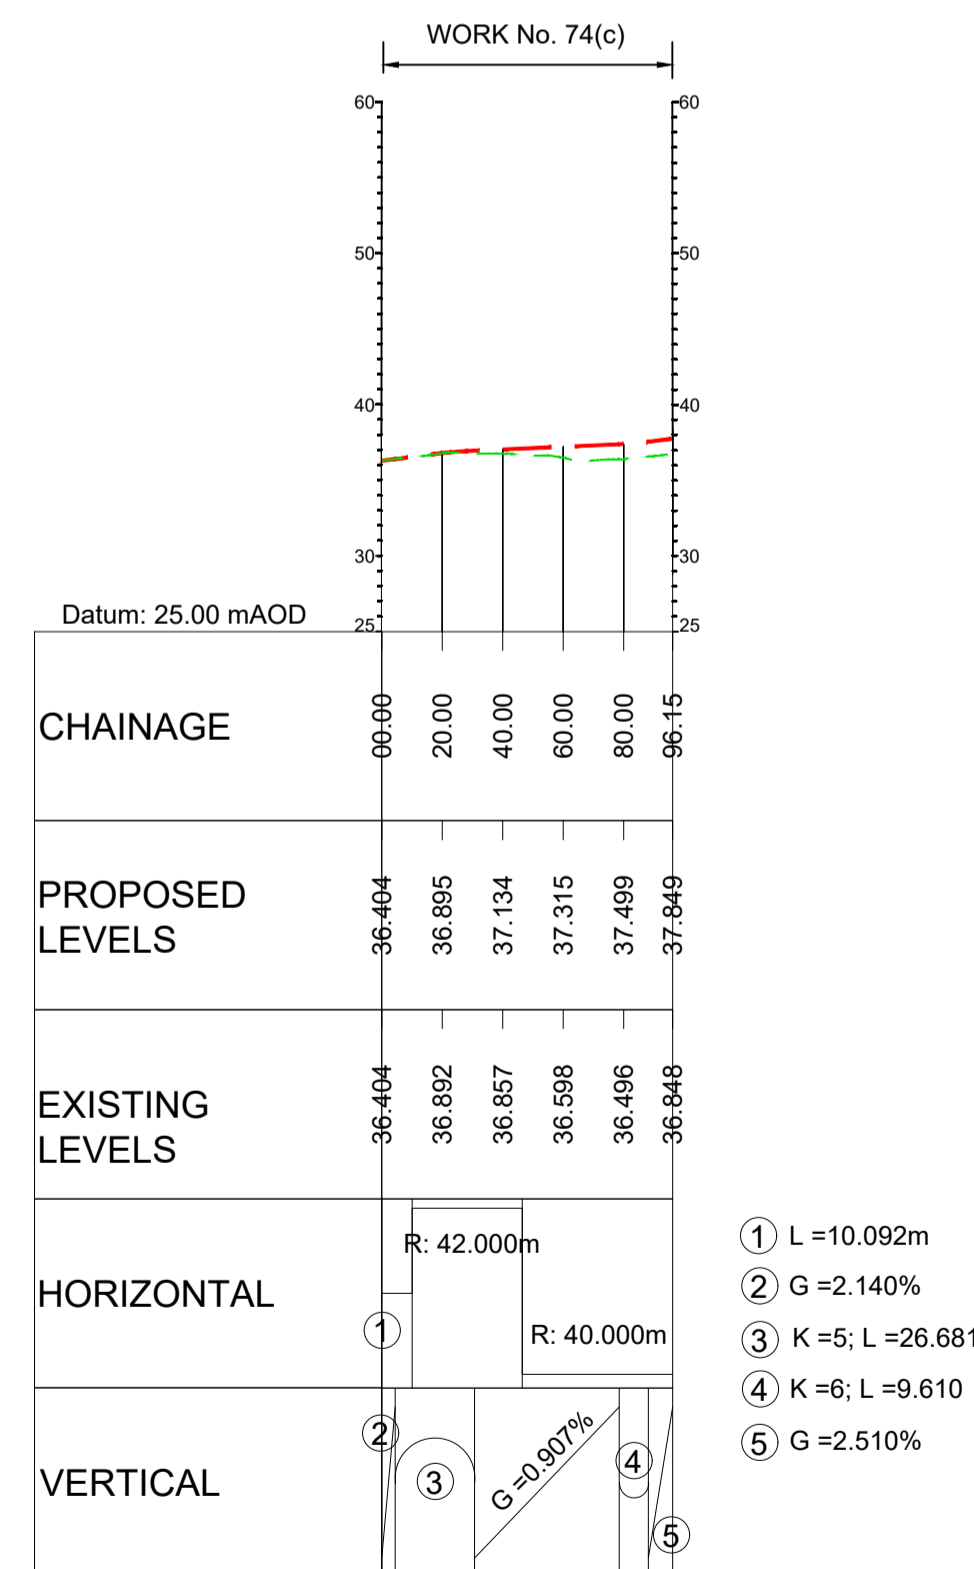 WORK No. 74(c)
60 60
50 50
40 40
30 30
Datum: 25.00 mAOD
25 25
CHAINAGE
00.00 20.00 40.00 60.00 80.00 96.15
PROPOSED
LEVELS
36.404 36.895 37.134 37.315 37.499 37.849
EXISTING
LEVELS
36.404 36.892 36.857 36.598 36.496 36.848
HORIZONTAL
R: 42.000m
1
R: 40.000m
VERTICAL
2
3
G =0.907%
4
5
1 L =10.092m
2 G =2.140%
3 K =5; L =26.681
4 K =6; L =9.610
5 G =2.510%